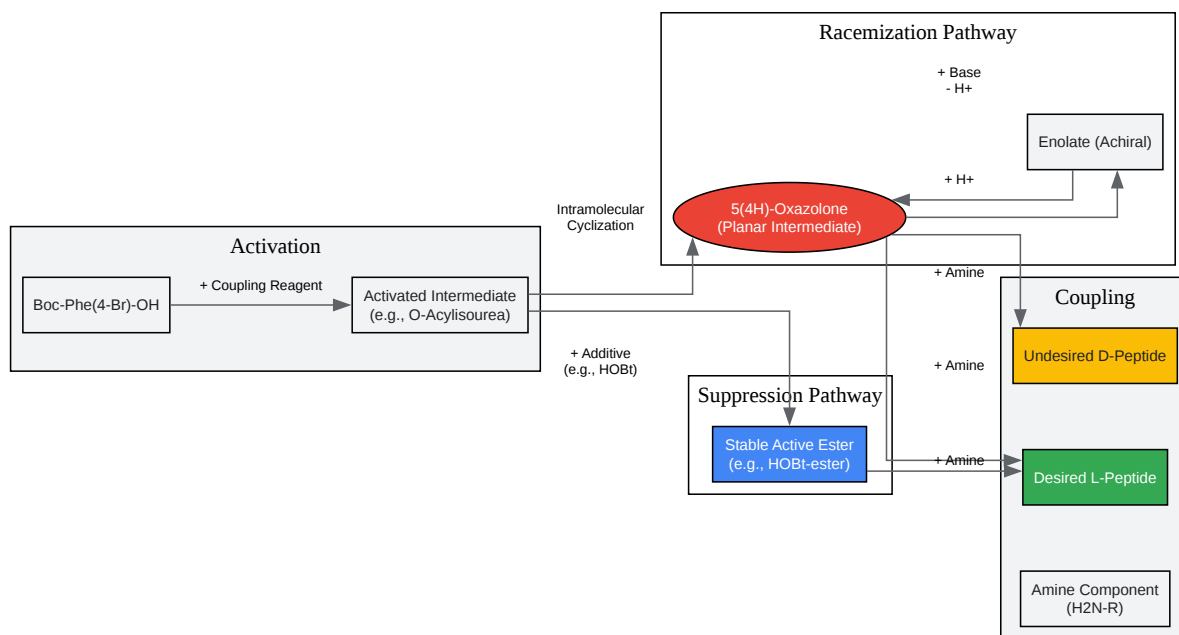 Racemization Pathway
+ Base
- H+
Enolate (Achiral)
+ H+
5(4H)-Oxazolone
(Planar Intermediate)
Intramolecular
Cyclization
Activation
+ Coupling Reagent
Boc-Phe(4-Br)-OH
Activated Intermediate
(e.g., O-Acylisourea)
+ Additive
(e.g., HOBt)
Suppression Pathway
Stable Active Ester
(e.g., HOBt-ester)
+ Amine
+ Amine
+ Amine
Coupling
Undesired D-Peptide
Desired L-Peptide
Amine Component
(H2N-R)